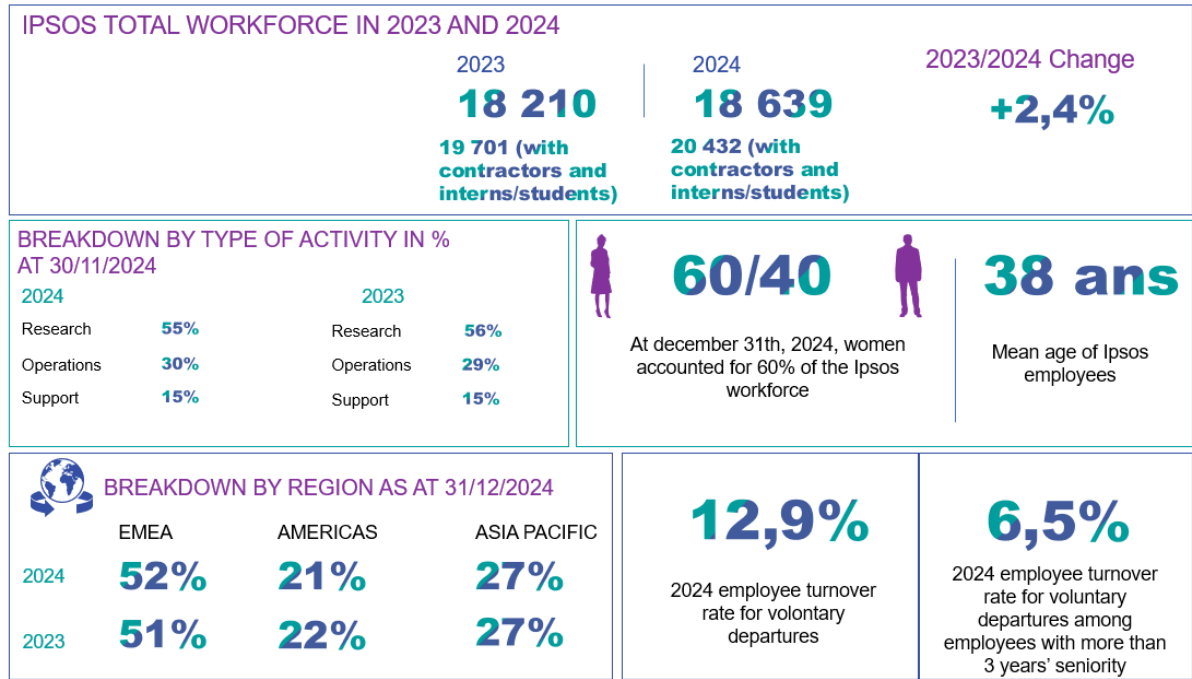 IPSOS TOTAL WORKFORCE IN 2023 AND 2024
2023
18 210
19 701 (with
contractors and
interns/students)
2024
18 639
20 432 (with
contractors and
interns/students)
2023/2024 Change
+2,4%
BREAKDOWN BY TYPE OF ACTIVITY IN %
AT 30/11/2024
2024
Research 55%
Operations 30%
Support 15%
2023
Research 56%
Operations 29%
Support 15%
60/40
At december 31th, 2024, women
accounted for 60% of the Ipsos
workforce
38 ans
Mean age of Ipsos
employees
BREAKDOWN BY REGION AS AT 31/12/2024
EMEA AMERICAS ASIA PACIFIC
2024 52% 21% 27%
2023 51% 22% 27%
12,9%
2024 employee turnover
rate for volontary
departures
6,5%
2024 employee turnover
rate for voluntary
departures among
employees with more than
3 years’ seniority